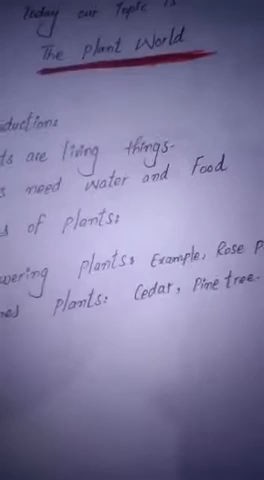 Today our Topic is
The Plant World
are living things.
need water and Food
of plants:
plants: Example, Rose
plants: Cedar, Pine tree.